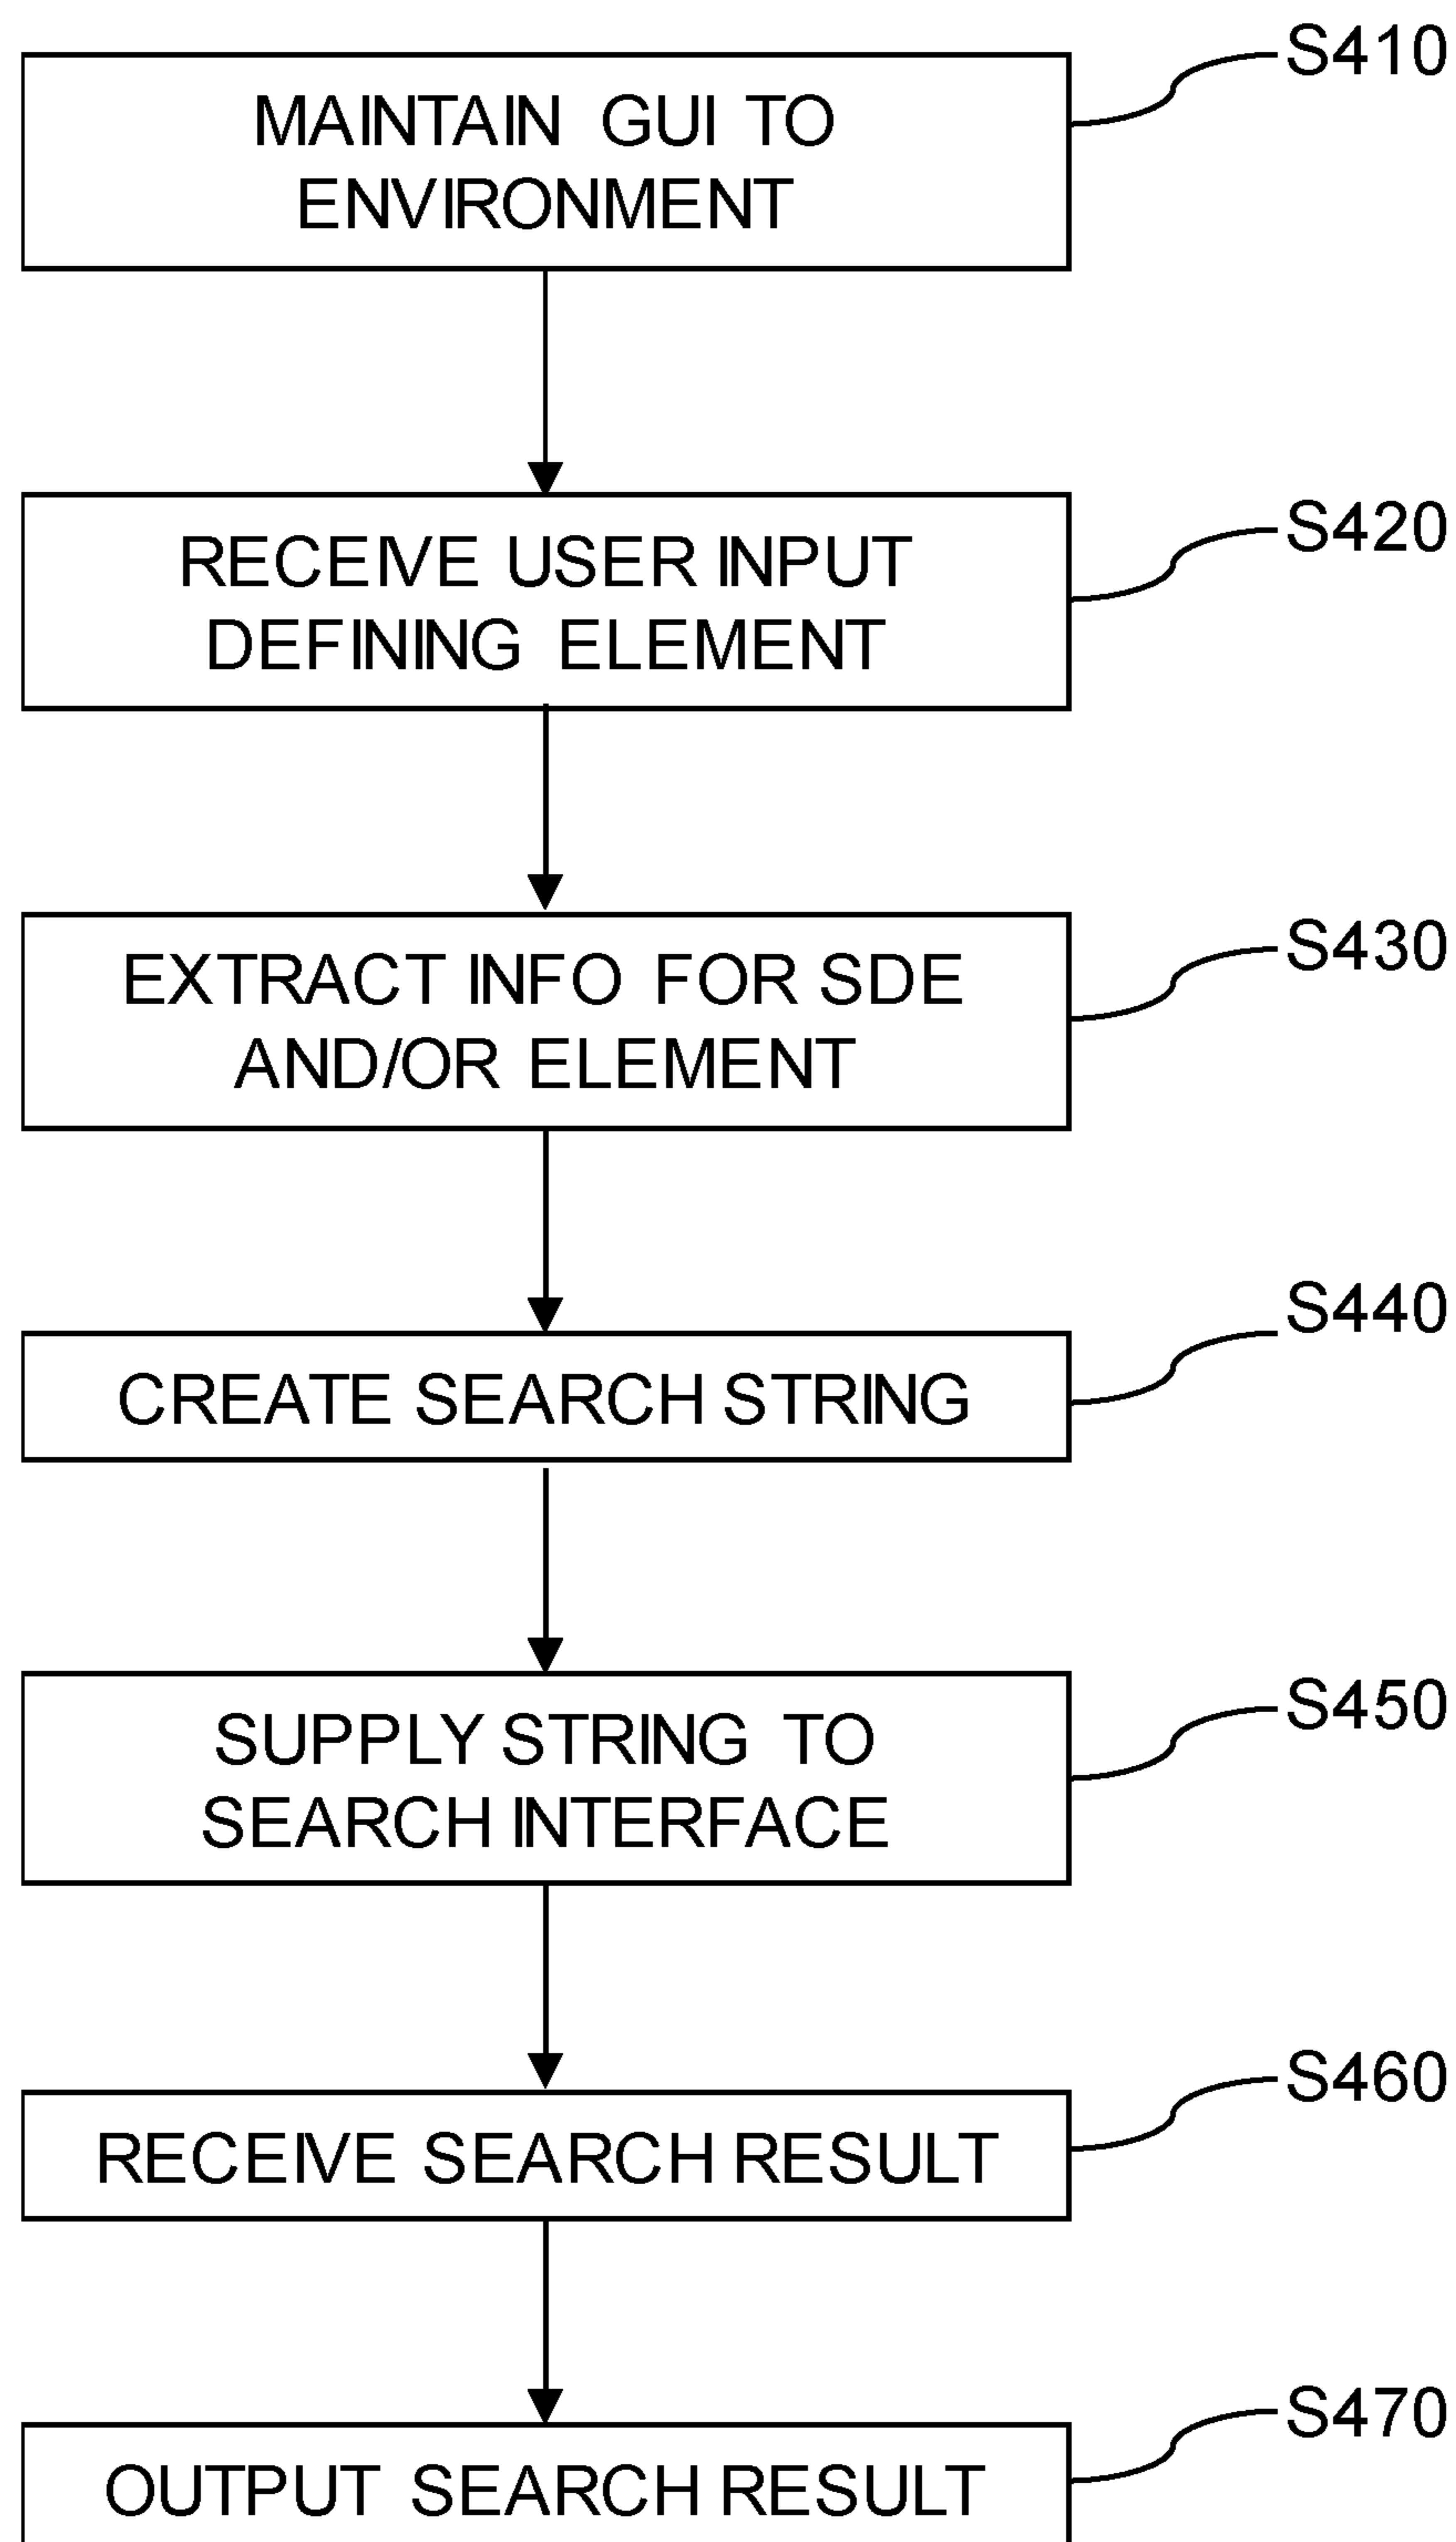 S410
MAINTAIN GUI TO
ENVIRONMENT
S420
RECEIVE USER INPUT
DEFINING ELEMENT
S430
EXTRACT INFO FOR SDE
AND/OR ELEMENT
S440
CREATE SEARCH STRING
S450
SUPPLY STRING TO
SEARCH INTERFACE
S460
RECEIVE SEARCH RESULT
S470
OUTPUT SEARCH RESULT